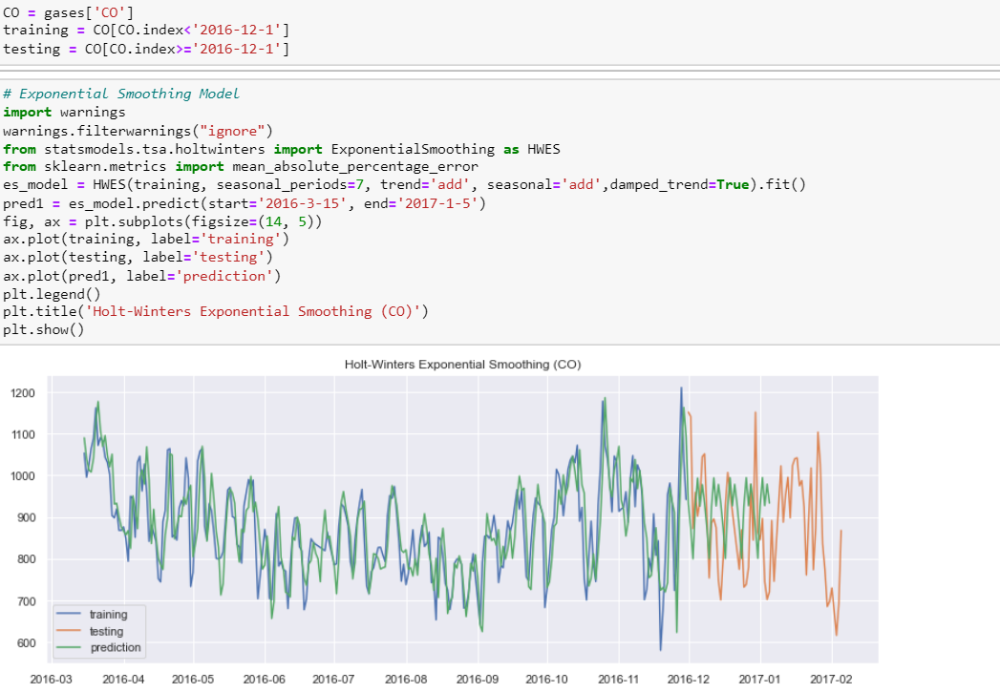 CO = gases['CO']
training = CO[CO.index<'2016-12-1']
testing = CO[CO.index>='2016-12-1']
# Exponential Smoothing Model
import warnings
warnings.filterwarnings("ignore")
from statsmodels.tsa.holtwinters import ExponentialSmoothing as HWES
from sklearn.metrics import mean_absolute_percentage_error
es_model = HWES(training, seasonal_periods=7, trend='add', seasonal='add',damped_trend=True).fit()
pred1 = es_model.predict(start='2016-3-15', end='2017-1-5')
fig, ax = plt.subplots(figsize=(14, 5))
ax.plot(training, label='training')
ax.plot(testing, label='testing')
ax.plot(pred1, label='prediction')
plt.legend()
plt.title('Holt-Winters Exponential Smoothing (CO)')
plt.show()
Holt-Winters Exponential Smoothing (CO)
1200
1100
1000
900
800
700
600
training
testing
prediction
2016-03 2016-04 2016-05 2016-06 2016-07 2016-08 2016-09 2016-10 2016-11 2016-12 2017-01 2017-02